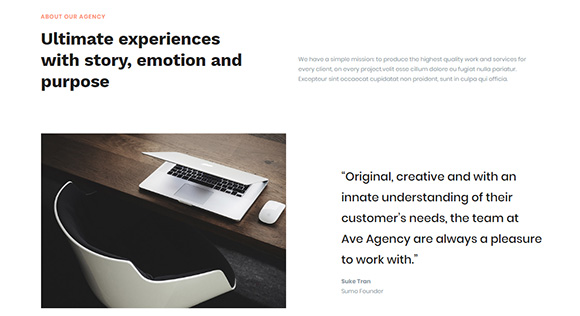 ABOUT OUR AGENCY
Ultimate experiences
with story, emotion and
purpose
We have a simple mission: to produce the highest quality work and services for
every client, on every project.velit esse cillum dolore eu fugiat nulla pariatur.
Excepteur sint occaecat cupidatat non proident, sunt in culpa qui officia.
“Original, creative and with an
innate understanding of their
customer’s needs, the team at
Ave Agency are always a pleasure
to work with.”
Suke Tran
Sumo Founder